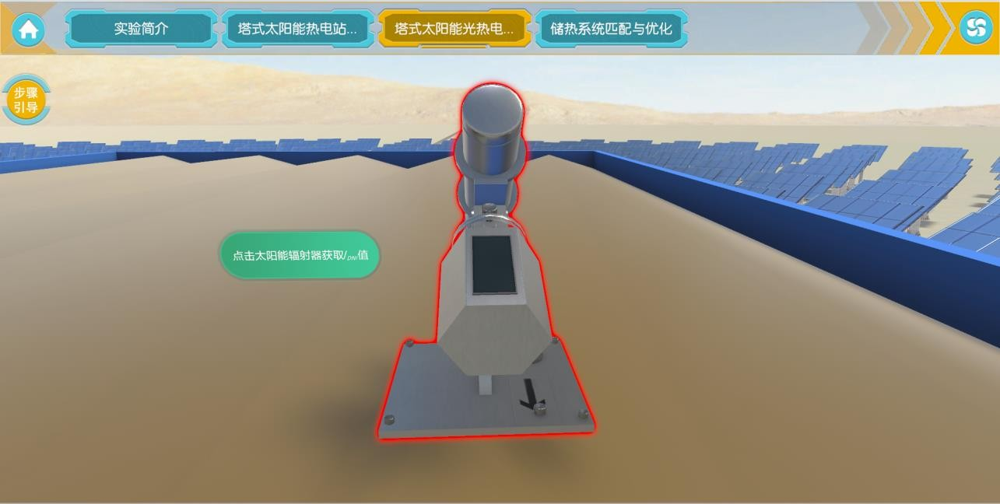 实验简介
塔式太阳能热电站...
塔式太阳能光热电...
储热系统匹配与优化
步骤
引导
点击太阳能辐射器获取I_DNI值